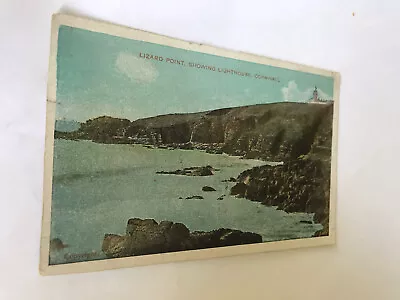 LIZARD POINT, SHOWING LIGHTHOUSE, CORNWALL